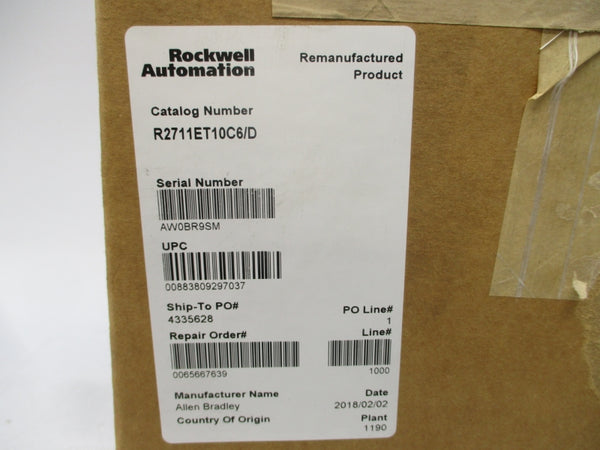 Rockwell Automation
Remanufactured Product
Catalog Number
R2711ET10C6/D
Serial Number
AW0BR9SM
UPC
00883809297037
Ship-To PO#
4335628
PO Line#
1
Repair Order#
0065667639
Line#
1000
Manufacturer Name
Allen Bradley
Date
2018/02/02
Country Of Origin
Plant
1190